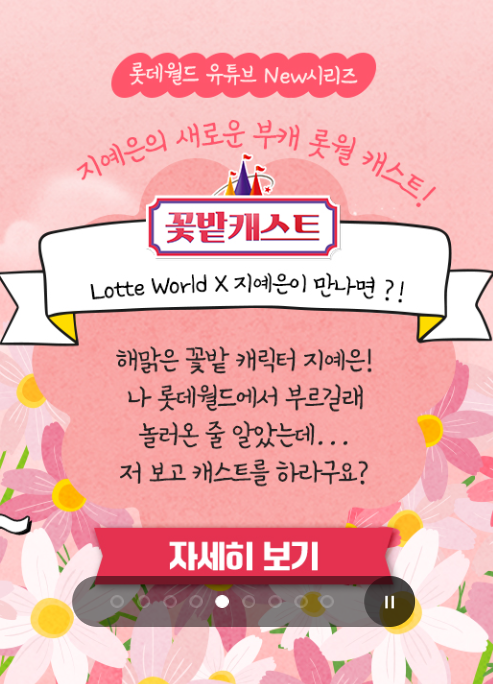 롯데월드 유튜브 New시리즈
지예은의 새로운 부캐 롯월 캐스트!
꽃밭캐스트
Lotte World X 지예은이 만나면 ?!
해맑은 꽃밭 캐릭터 지예은!
나 롯데월드에서 부르길래
놀러온 줄 알았는데...
저 보고 캐스트를 하라구요?
자세히 보기